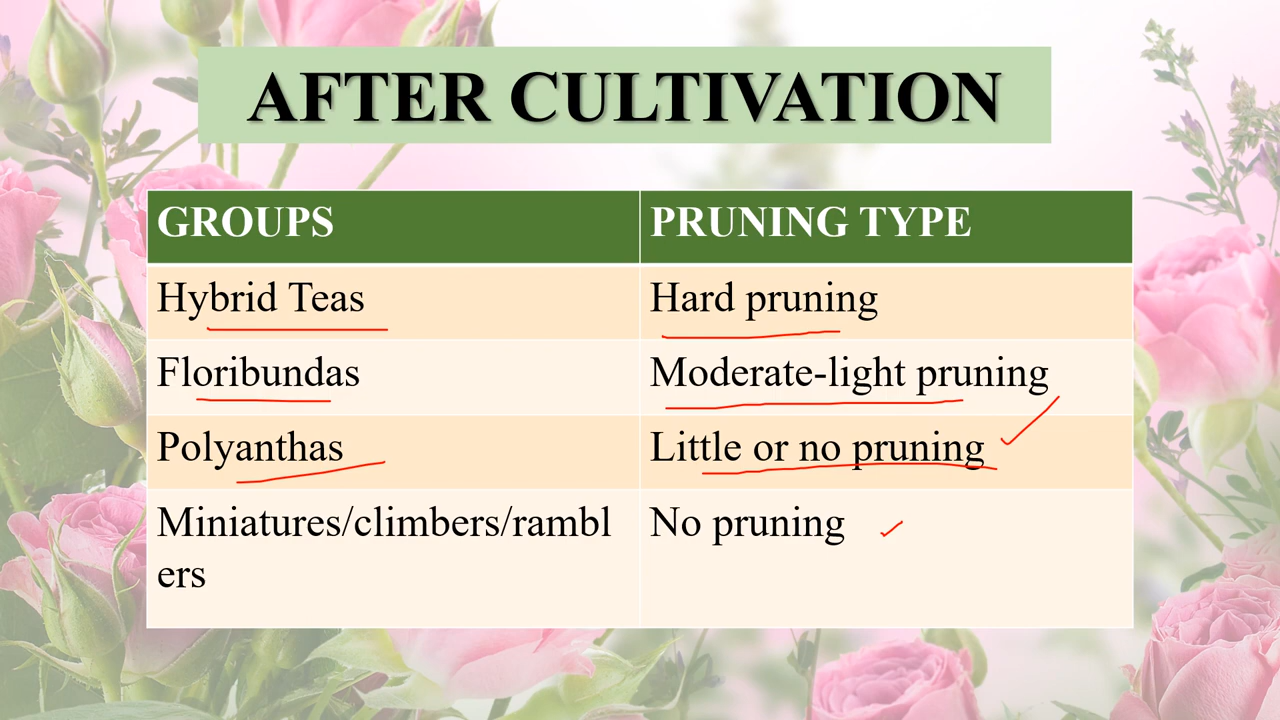 AFTER CULTIVATION
GROUPS PRUNING TYPE
Hybrid Teas Hard pruning
Floribundas Moderate-light pruning
Polyanthas Little or no pruning
Miniatures/climbers/rambl No pruning
ers